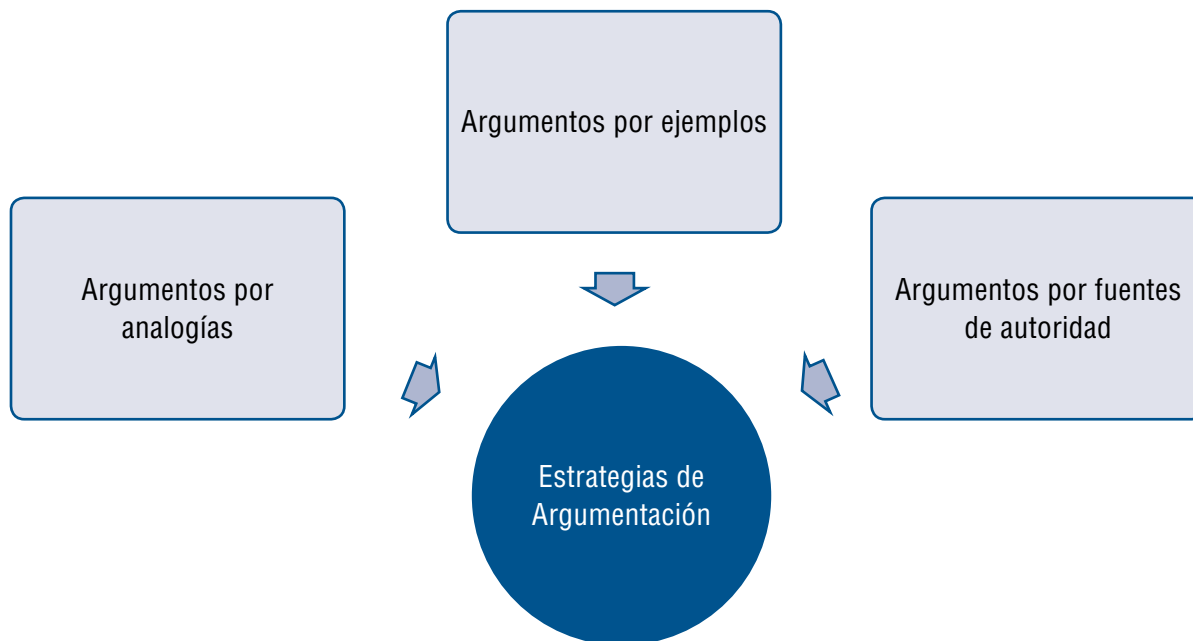 Argumentos por ejemplos
Argumentos por
analogías
Argumentos por fuentes
de autoridad
Estrategias de
Argumentación